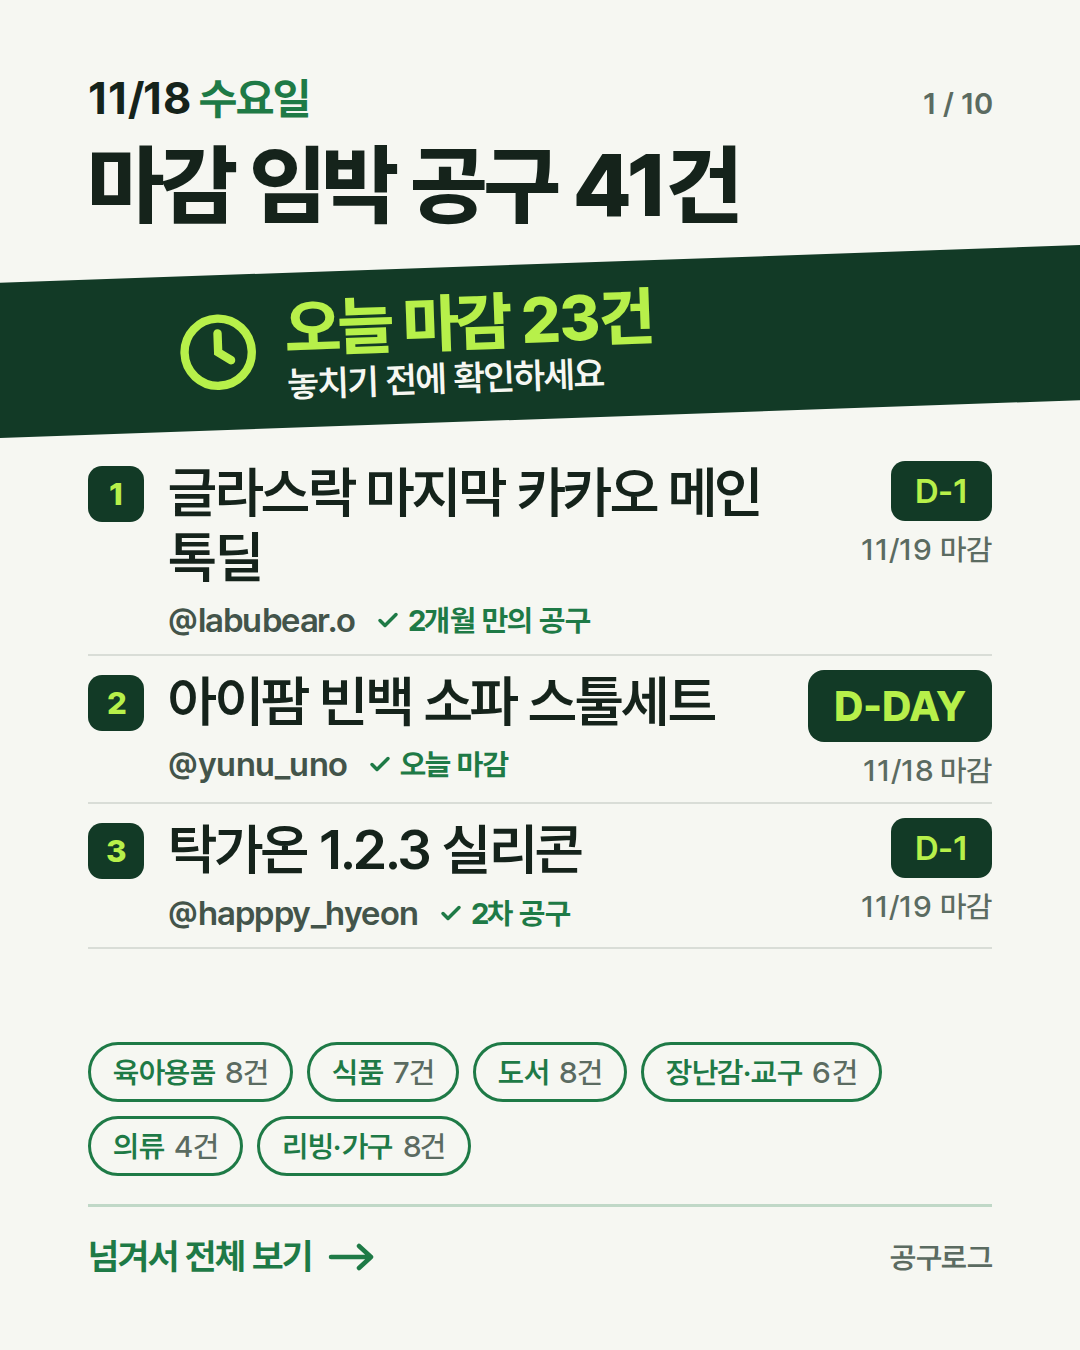 11/18 수요일
1 / 10
마감 임박 공구 41건
오늘 마감 23건
놓치기 전에 확인하세요
1
글라스락 마지막 카카오 메인
톡딜
D-1
11/19 마감
@labubear.o 2개월 만의 공구
2
아이팜 빈백 소파 스툴세트
D-DAY
@yunu_uno 오늘 마감
11/18 마감
3
탁가온 1.2.3 실리콘
D-1
@happpy_hyeon 2차 공구
11/19 마감
육아용품 8건 식품 7건 도서 8건 장난감·교구 6건
의류 4건 리빙·가구 8건
넘겨서 전체 보기 →
공구로그